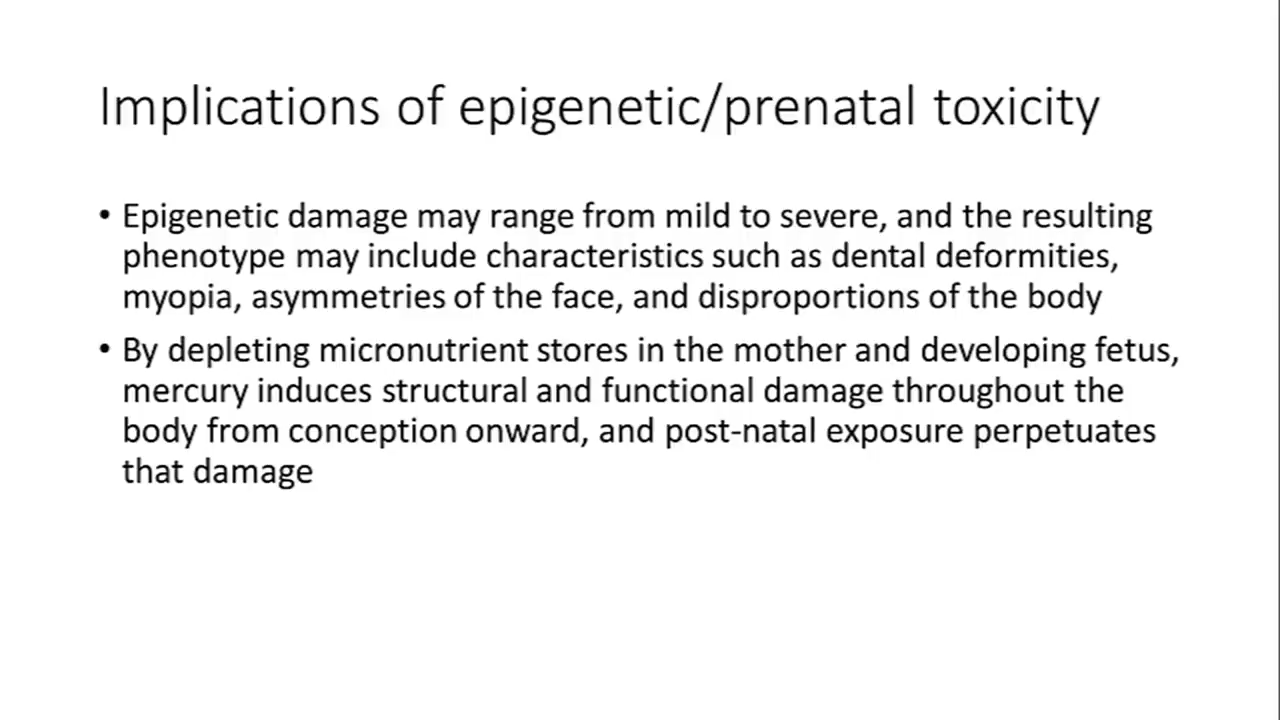 Implications of epigenetic/prenatal toxicity
• Epigenetic damage may range from mild to severe, and the resulting
phenotype may include characteristics such as dental deformities,
myopia, asymmetries of the face, and disproportions of the body
• By depleting micronutrient stores in the mother and developing fetus,
mercury induces structural and functional damage throughout the
body from conception onward, and post-natal exposure perpetuates
that damage